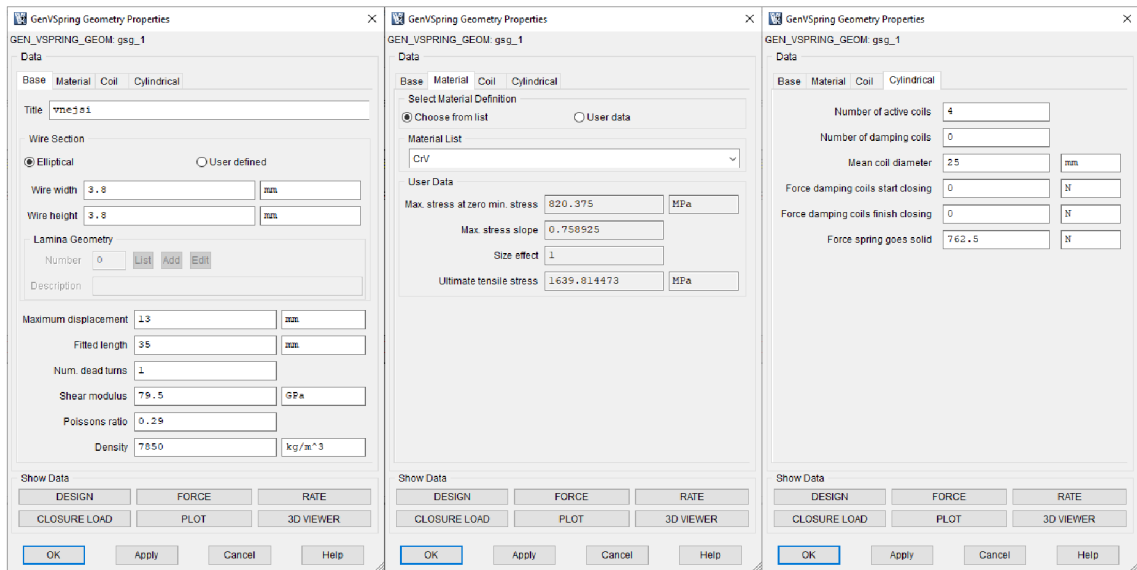 GenVSpring Geometry Properties
GEN_VSPRING_GEOM: gsg_1
Data
Base Material Coil Cylindrical
Title vnejsi
Wire Section
Elliptical User defined
Wire width 3.8 mm
Wire height 3.8 mm
Lamina Geometry
Number 0 List Add Edit
Description
Maximum displacement 13 mm
Fitted length 35 mm
Num. dead turns 1
Shear modulus 79.5 GPa
Poissons ratio 0.29
Density 7850 kg/m^3
Show Data
DESIGN FORCE RATE
CLOSURE LOAD PLOT 3D VIEWER
OK Apply Cancel Help
GenVSpring Geometry Properties
GEN_VSPRING_GEOM: gsg_1
Data
Base Material Coil Cylindrical
Select Material Definition
Choose from list User data
Material List
CrV
User Data
Max. stress at zero min. stress 820.375 MPa
Max. stress slope 0.758925
Size effect 1
Ultimate tensile stress 1639.814473 MPa
Show Data
DESIGN FORCE RATE
CLOSURE LOAD PLOT 3D VIEWER
OK Apply Cancel Help
GenVSpring Geometry Properties
GEN_VSPRING_GEOM: gsg_1
Data
Base Material Coil Cylindrical
Number of active coils 4
Number of damping coils 0
Mean coil diameter 25 mm
Force damping coils start closing 0 N
Force damping coils finish closing 0 N
Force spring goes solid 762.5 N
Show Data
DESIGN FORCE RATE
CLOSURE LOAD PLOT 3D VIEWER
OK Apply Cancel Help